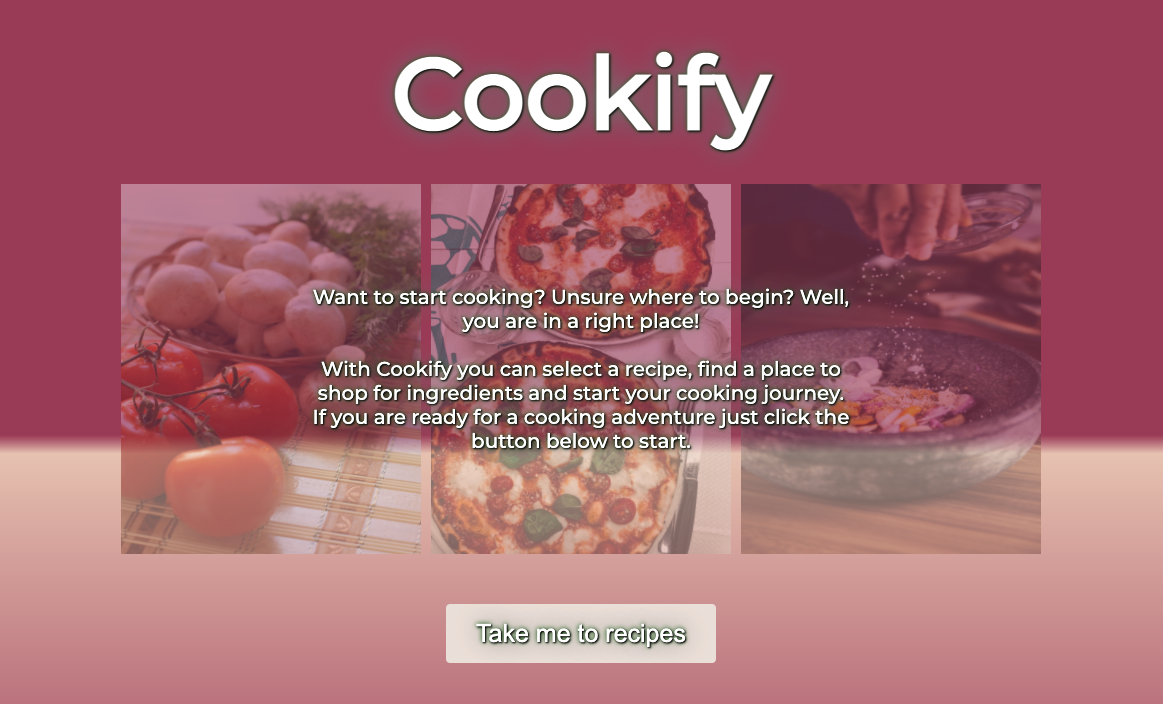 Cookify
Want to start cooking? Unsure where to begin? Well,
you are in a right place!
With Cookify you can select a recipe, find a place to
shop for ingredients and start your cooking journey.
If you are ready for a cooking adventure just click the
button below to start.
Take me to recipes